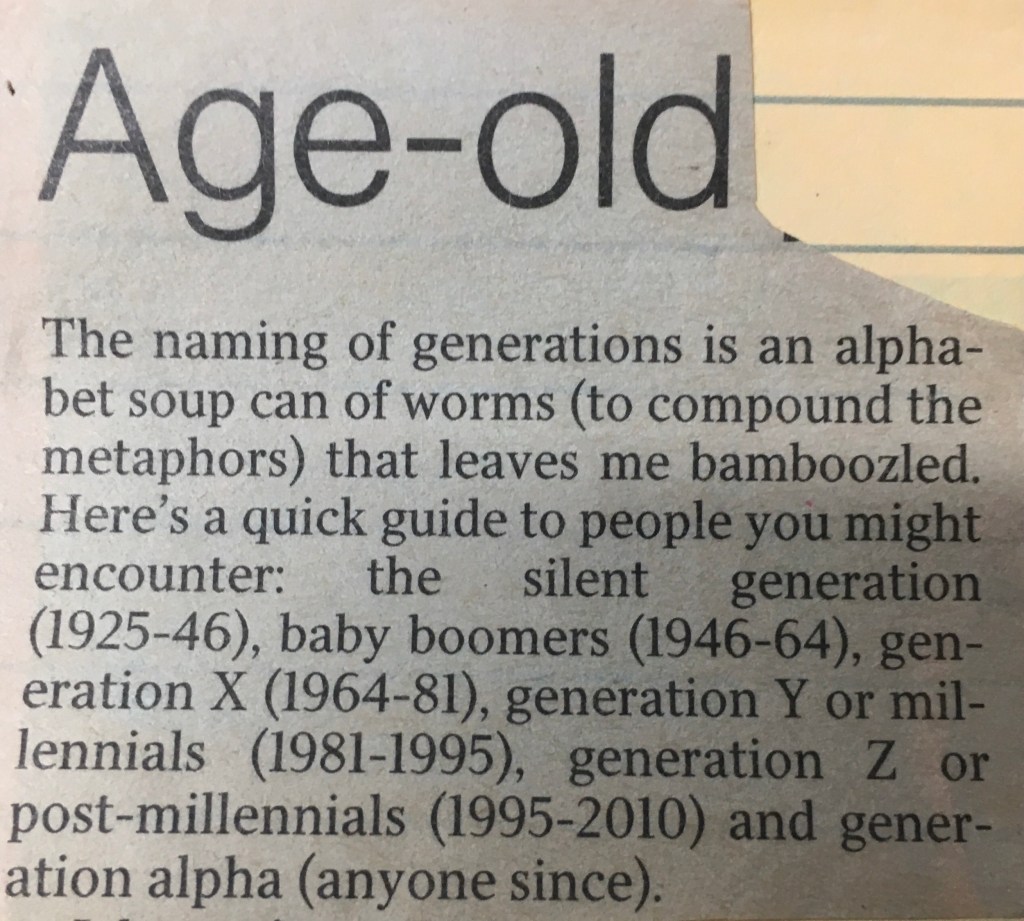 Age-old
The naming of generations is an alpha-
bet soup can of worms (to compound the
metaphors) that leaves me bamboozled.
Here's a quick guide to people you might
encounter: the silent generation
(1925-46), baby boomers (1946-64), gen-
eration X (1964-81), generation Y or mil-
lennials (1981-1995), generation Z or
post-millennials (1995-2010) and gener-
ation alpha (anyone since).